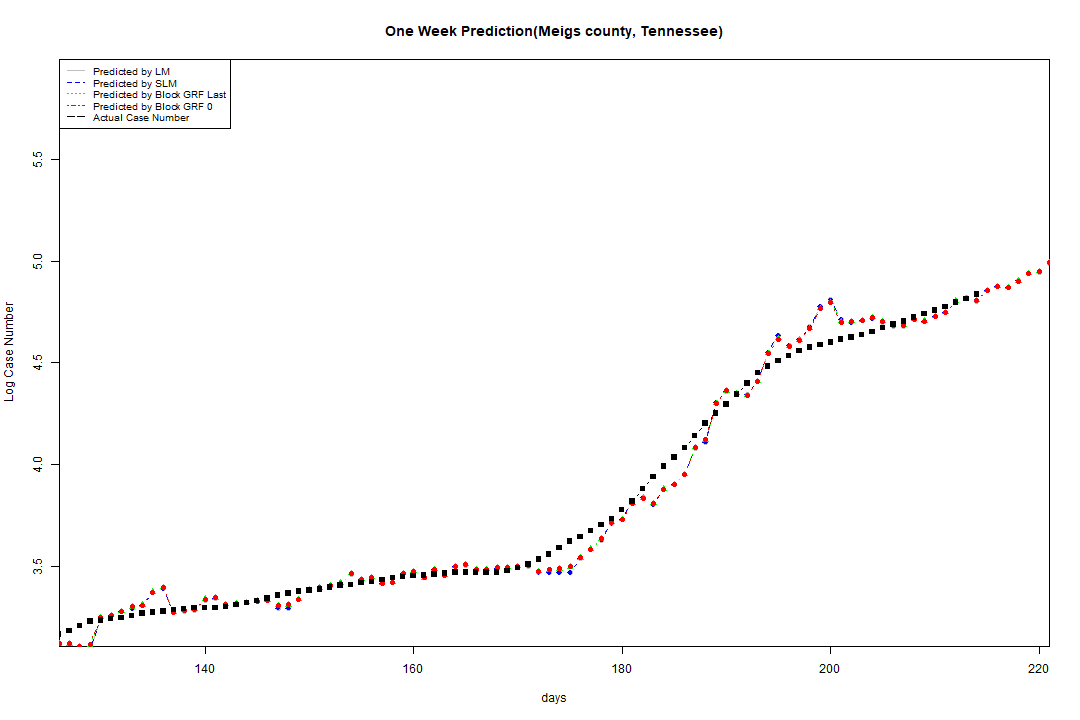 One Week Prediction(Meigs county, Tennessee)
Predicted by LM
Predicted by SLM
Predicted by Block GRF Last
Predicted by Block GRF 0
Actual Case Number
5.5
5.0
4.5
4.0
3.5
Log Case Number
140 160 180 200 220
days